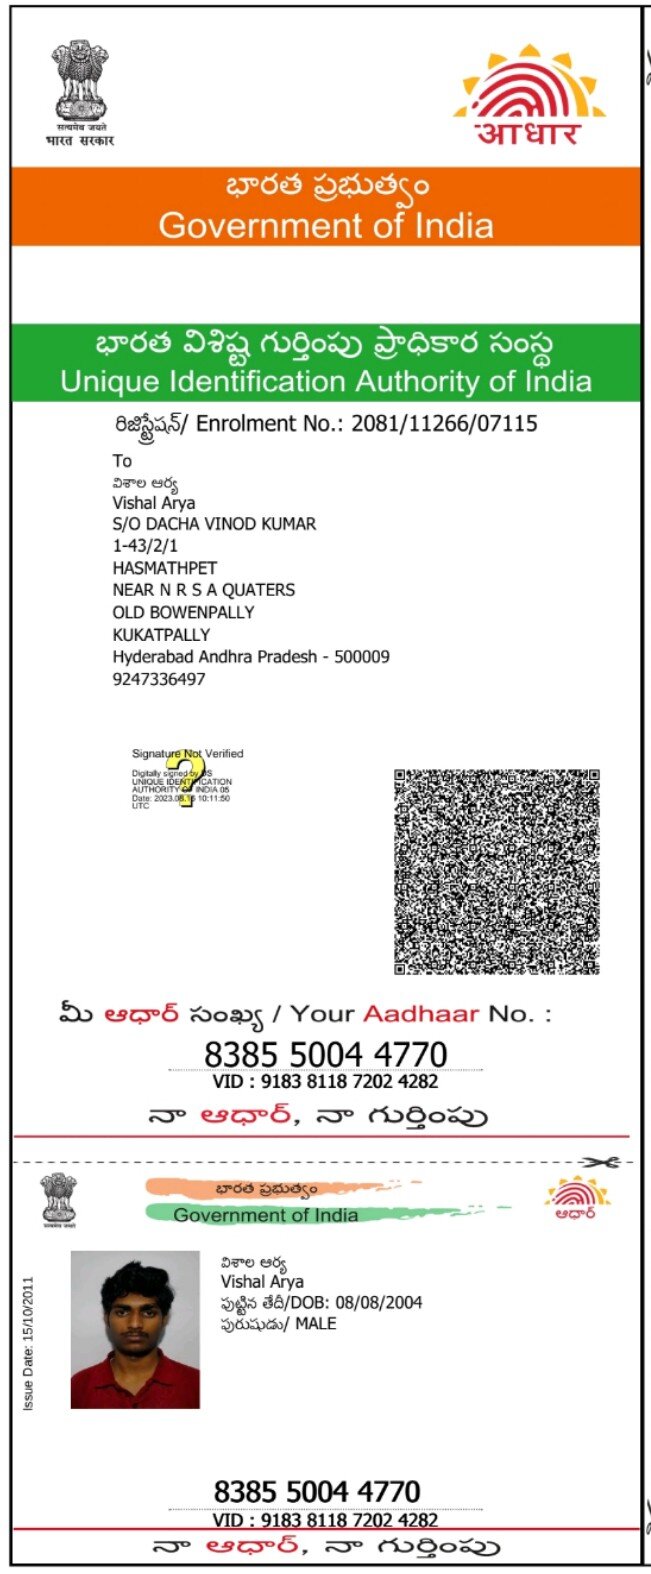 सत्यमेव जयते
भारत सरकार
आधार
భారత ప్రభుత్వం
Government of India
భారత విశిష్ట గుర్తింపు ప్రాధికార సంస్థ
Unique Identification Authority of India
రిజిస్ట్రేషన్/ Enrolment No.: 2081/11266/07115
To
విశాల ఆర్య
Vishal Arya
S/O DACHA VINOD KUMAR
1-43/2/1
HASMATHPET
NEAR N R S A QUATERS
OLD BOWENPALLY
KUKATPALLY
Hyderabad Andhra Pradesh - 500009
9247336497
Signature Not Verified
Digitally signed by DS
UNIQUE IDENTIFICATION
AUTHORITY OF INDIA 05
Date: 2023.08. 10:11:50
UTC
?
మీ ఆధార్ సంఖ్య / Your Aadhaar No. :
8385 5004 4770
VID : 9183 8118 7202 4282
నా ఆధార్, నా గుర్తింపు
భారత ప్రభుత్వం
Government of India
ఆధార్
Issue Date: 15/10/2011
విశాల ఆర్య
Vishal Arya
పుట్టిన తేదీ/DOB: 08/08/2004
పురుషుడు/ MALE
8385 5004 4770
VID : 9183 8118 7202 4282
నా ఆధార్, నా గుర్తింపు